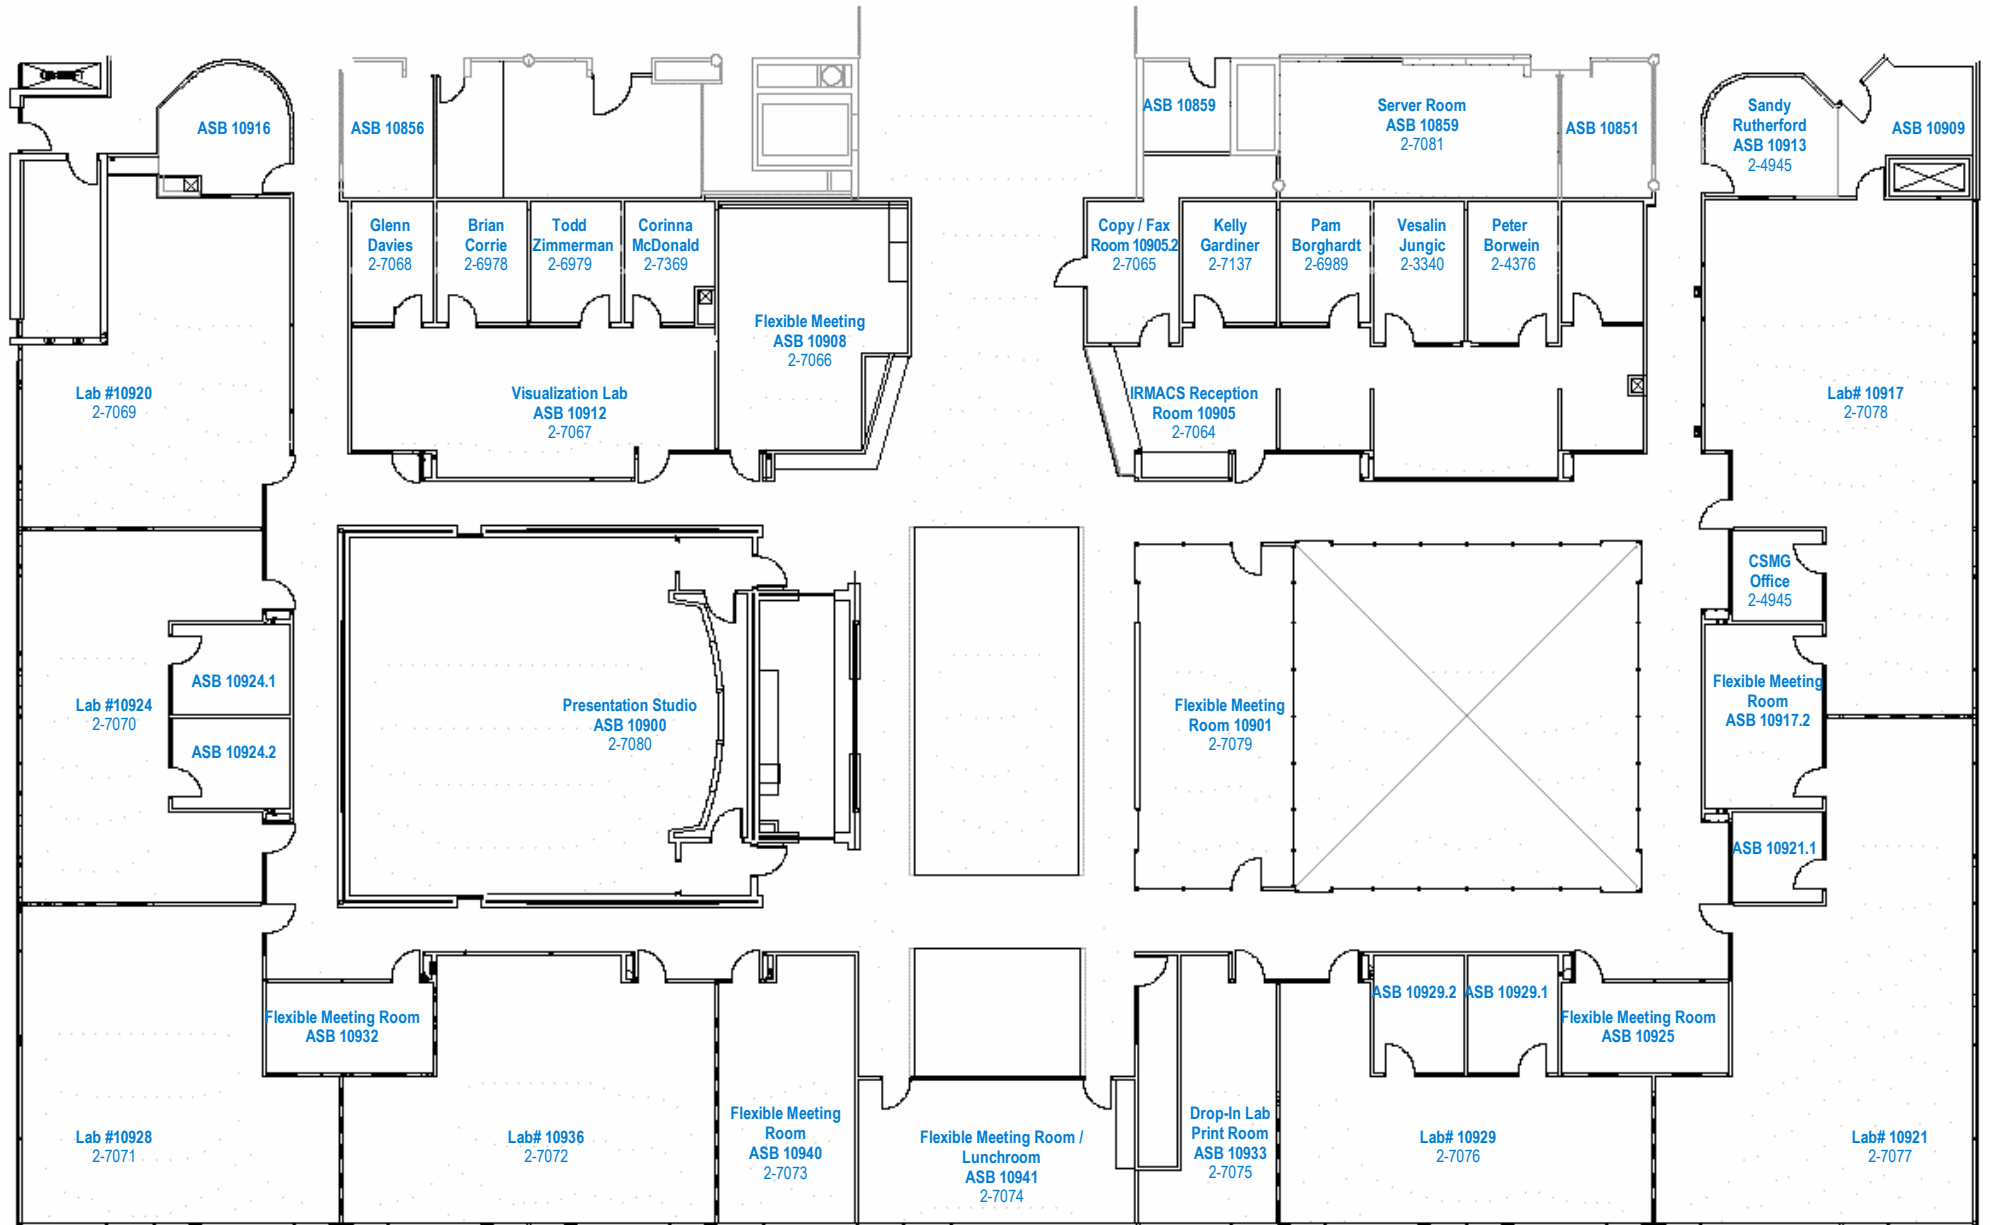 ASB 10916
ASB 10856
ASB 10859
Server Room
ASB 10859
2-7081
ASB 10851
Sandy
Rutherford
ASB 10913
2-4945
ASB 10909
Glenn
Davies
2-7068
Brian
Corrie
2-6978
Todd
Zimmerman
2-6979
Corinna
McDonald
2-7369
Copy / Fax
Room 10905.2
2-7065
Kelly
Gardiner
2-7137
Pam
Borghardt
2-6989
Vesalin
Jungic
2-3340
Peter
Borwein
2-4376
Flexible Meeting
ASB 10908
2-7066
Lab #10920
2-7069
Visualization Lab
ASB 10912
2-7067
IRMACS Reception
Room 10905
2-7064
Lab# 10917
2-7078
CSMG
Office
2-4945
ASB 10924.1
Lab #10924
2-7070
ASB 10924.2
Presentation Studio
ASB 10900
2-7080
Flexible Meeting
Room 10901
2-7079
Flexible Meeting
Room
ASB 10917.2
ASB 10921.1
Flexible Meeting Room
ASB 10932
ASB 10929.2
ASB 10929.1
Flexible Meeting Room
ASB 10925
Lab #10928
2-7071
Lab# 10936
2-7072
Flexible Meeting
Room
ASB 10940
2-7073
Flexible Meeting Room /
Lunchroom
ASB 10941
2-7074
Drop-In Lab
Print Room
ASB 10933
2-7075
Lab# 10929
2-7076
Lab# 10921
2-7077